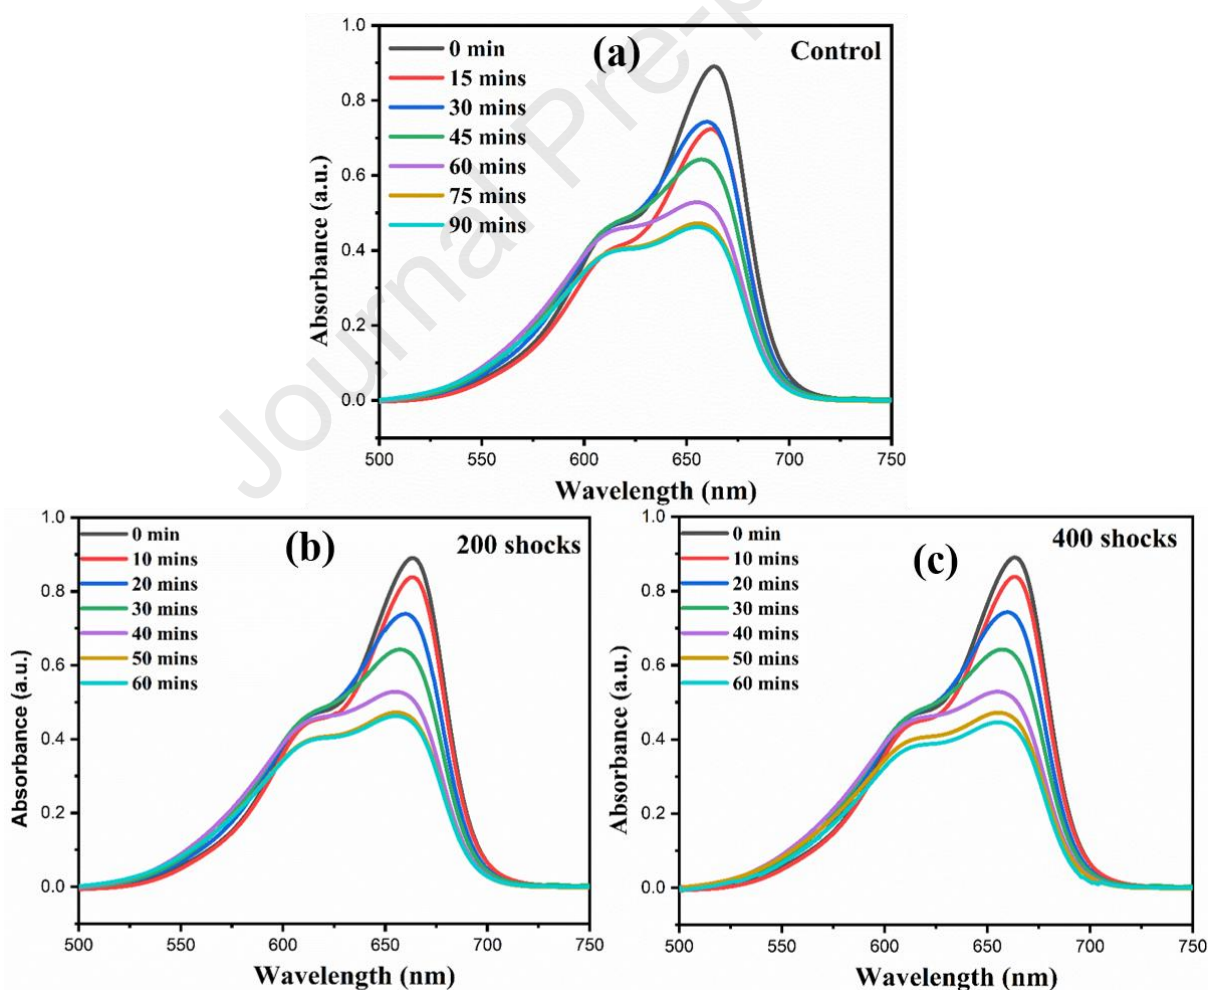 Journal Pre-p
(a)
Control
0 min
15 mins
30 mins
45 mins
60 mins
75 mins
90 mins
Absorbance (a.u.)
1.0
0.8
0.6
0.4
0.2
0.0
500 550 600 650 700 750
Wavelength (nm)
(b)
200 shocks
0 min
10 mins
20 mins
30 mins
40 mins
50 mins
60 mins
Absorbance (a.u.)
1.0
0.8
0.6
0.4
0.2
0.0
500 550 600 650 700 750
Wavelength (nm)
(c)
400 shocks
0 min
10 mins
20 mins
30 mins
40 mins
50 mins
60 mins
Absorbance (a.u.)
1.0
0.8
0.6
0.4
0.2
0.0
500 550 600 650 700 750
Wavelength (nm)